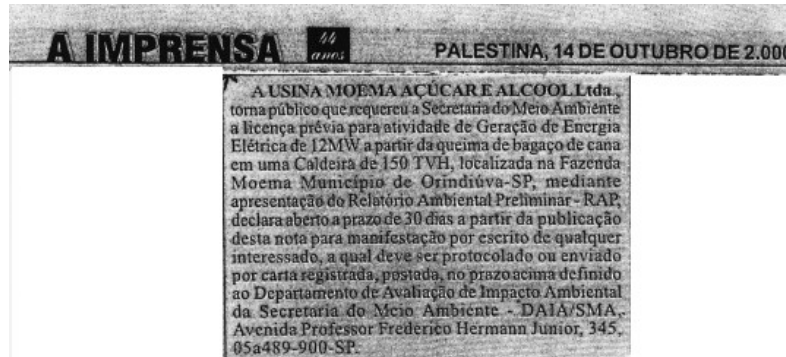 A IMPRENSA 44 anos PALESTINA, 14 DE OUTUBRO DE 2.000
A USINA MOEMA AÇÚCAR E ALCOOL Ltda.,
torna público que requereu a Secretaria do Meio Ambiente
a licença prévia para atividade de Geração de Energia
Elétrica de 12MW a partir da queima de bagaço de cana
em uma Caldeira de 150 TVH, localizada na Fazenda
Moema Município de Orindiúva-SP, mediante
apresentação do Relatório Ambiental Preliminar - RAP,
declara aberto a prazo de 30 dias a partir da publicação
desta nota para manifestação por escrito de qualquer
interessado, a qual deve ser protocolado ou enviado
por carta registrada, postada, no prazo acima definido
ao Departamento de Avaliação de Impacto Ambiental
da Secretaria do Meio Ambiente - DAIA/SMA,
Avenida Professor Frederico Hermann Junior, 345,
05a489-900-SP.